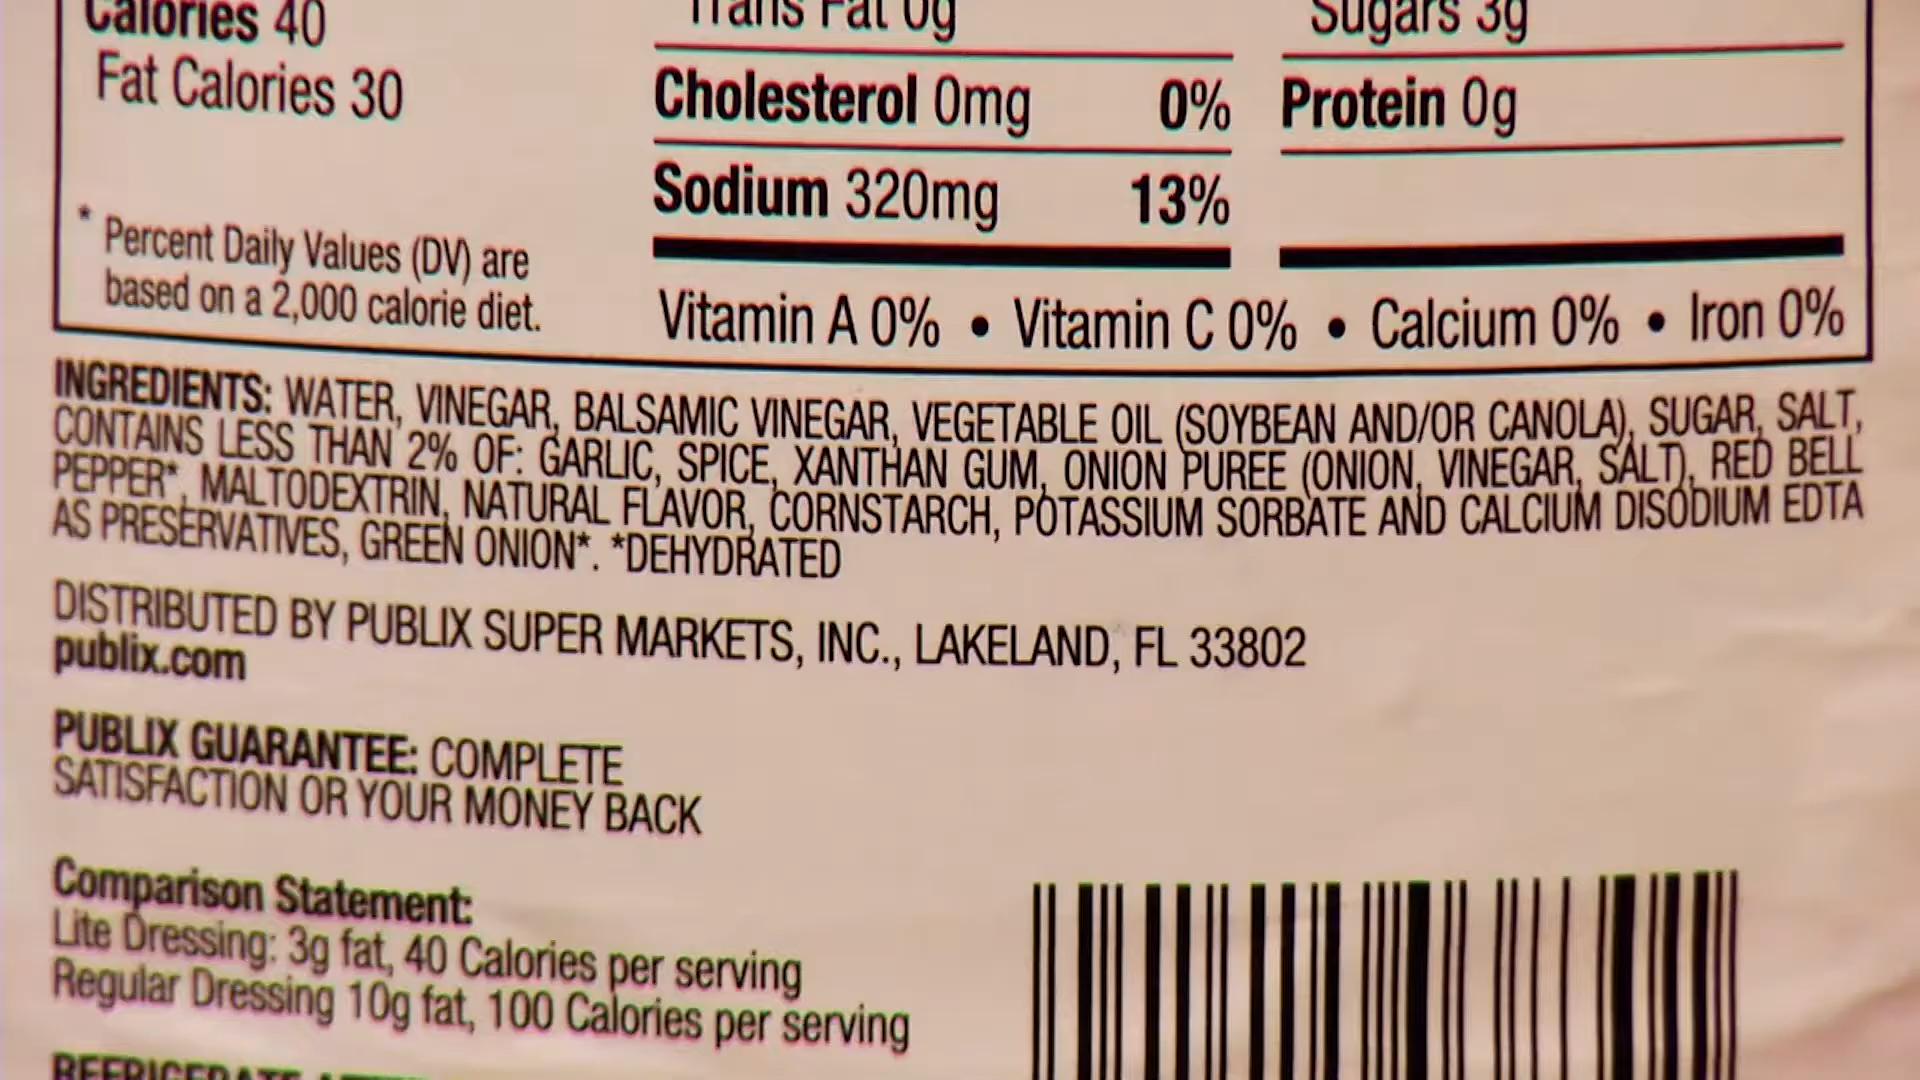 Calories 40
Fat Calories 30
* Percent Daily Values (DV) are
based on a 2,000 calorie diet.
Trans Fat 0g
Cholesterol 0mg 0%
Sodium 320mg 13%
Sugars 3g
Protein 0g
Vitamin A 0% • Vitamin C 0% • Calcium 0% • Iron 0%
INGREDIENTS: WATER, VINEGAR, BALSAMIC VINEGAR, VEGETABLE OIL (SOYBEAN AND/OR CANOLA), SUGAR, SALT,
CONTAINS LESS THAN 2% OF: GARLIC, SPICE, XANTHAN GUM, ONION PUREE (ONION, VINEGAR, SALT), RED BELL
PEPPER*, MALTODEXTRIN, NATURAL FLAVOR, CORNSTARCH, POTASSIUM SORBATE AND CALCIUM DISODIUM EDTA
AS PRESERVATIVES, GREEN ONION*. *DEHYDRATED
DISTRIBUTED BY PUBLIX SUPER MARKETS, INC., LAKELAND, FL 33802
publix.com
PUBLIX GUARANTEE: COMPLETE
SATISFACTION OR YOUR MONEY BACK
Comparison Statement:
Lite Dressing: 3g fat, 40 Calories per serving
Regular Dressing 10g fat, 100 Calories per serving
REFRIGERATE